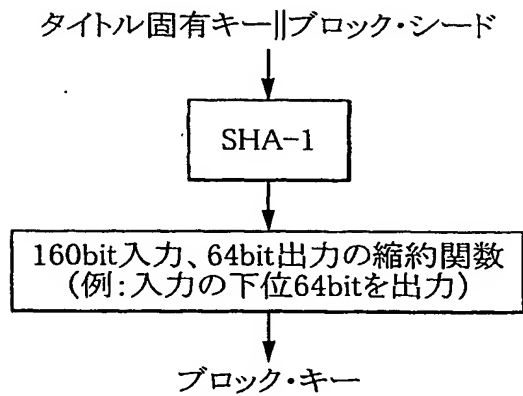 タイトル固有キー||ブロック・シード
SHA-1
160bit入力、64bit出力の縮約関数
(例:入力の下位64bitを出力)
ブロック・キー